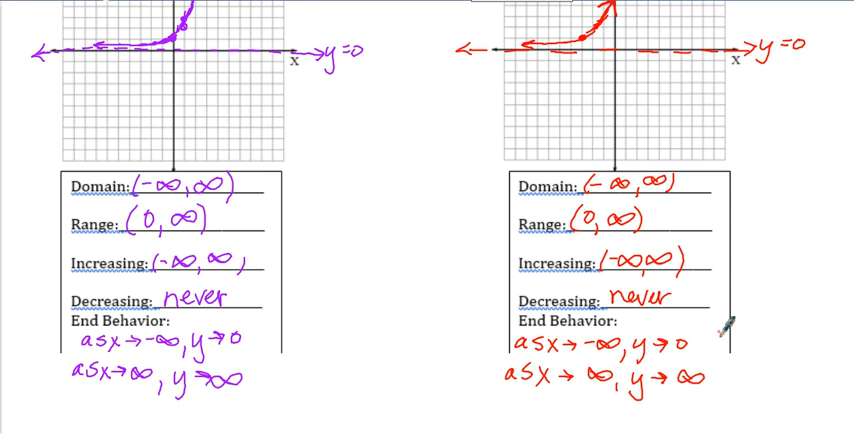 x
y=0
Domain: (-∞, ∞)
Range: (0, ∞)
Increasing: (-∞, ∞)
Decreasing: never
End Behavior:
as x→-∞, y→0
as x→∞, y→∞
x
y=0
Domain: (-∞, ∞)
Range: (0, ∞)
Increasing: (-∞,∞)
Decreasing: never
End Behavior:
as x→-∞, y→0
as x→∞, y→∞